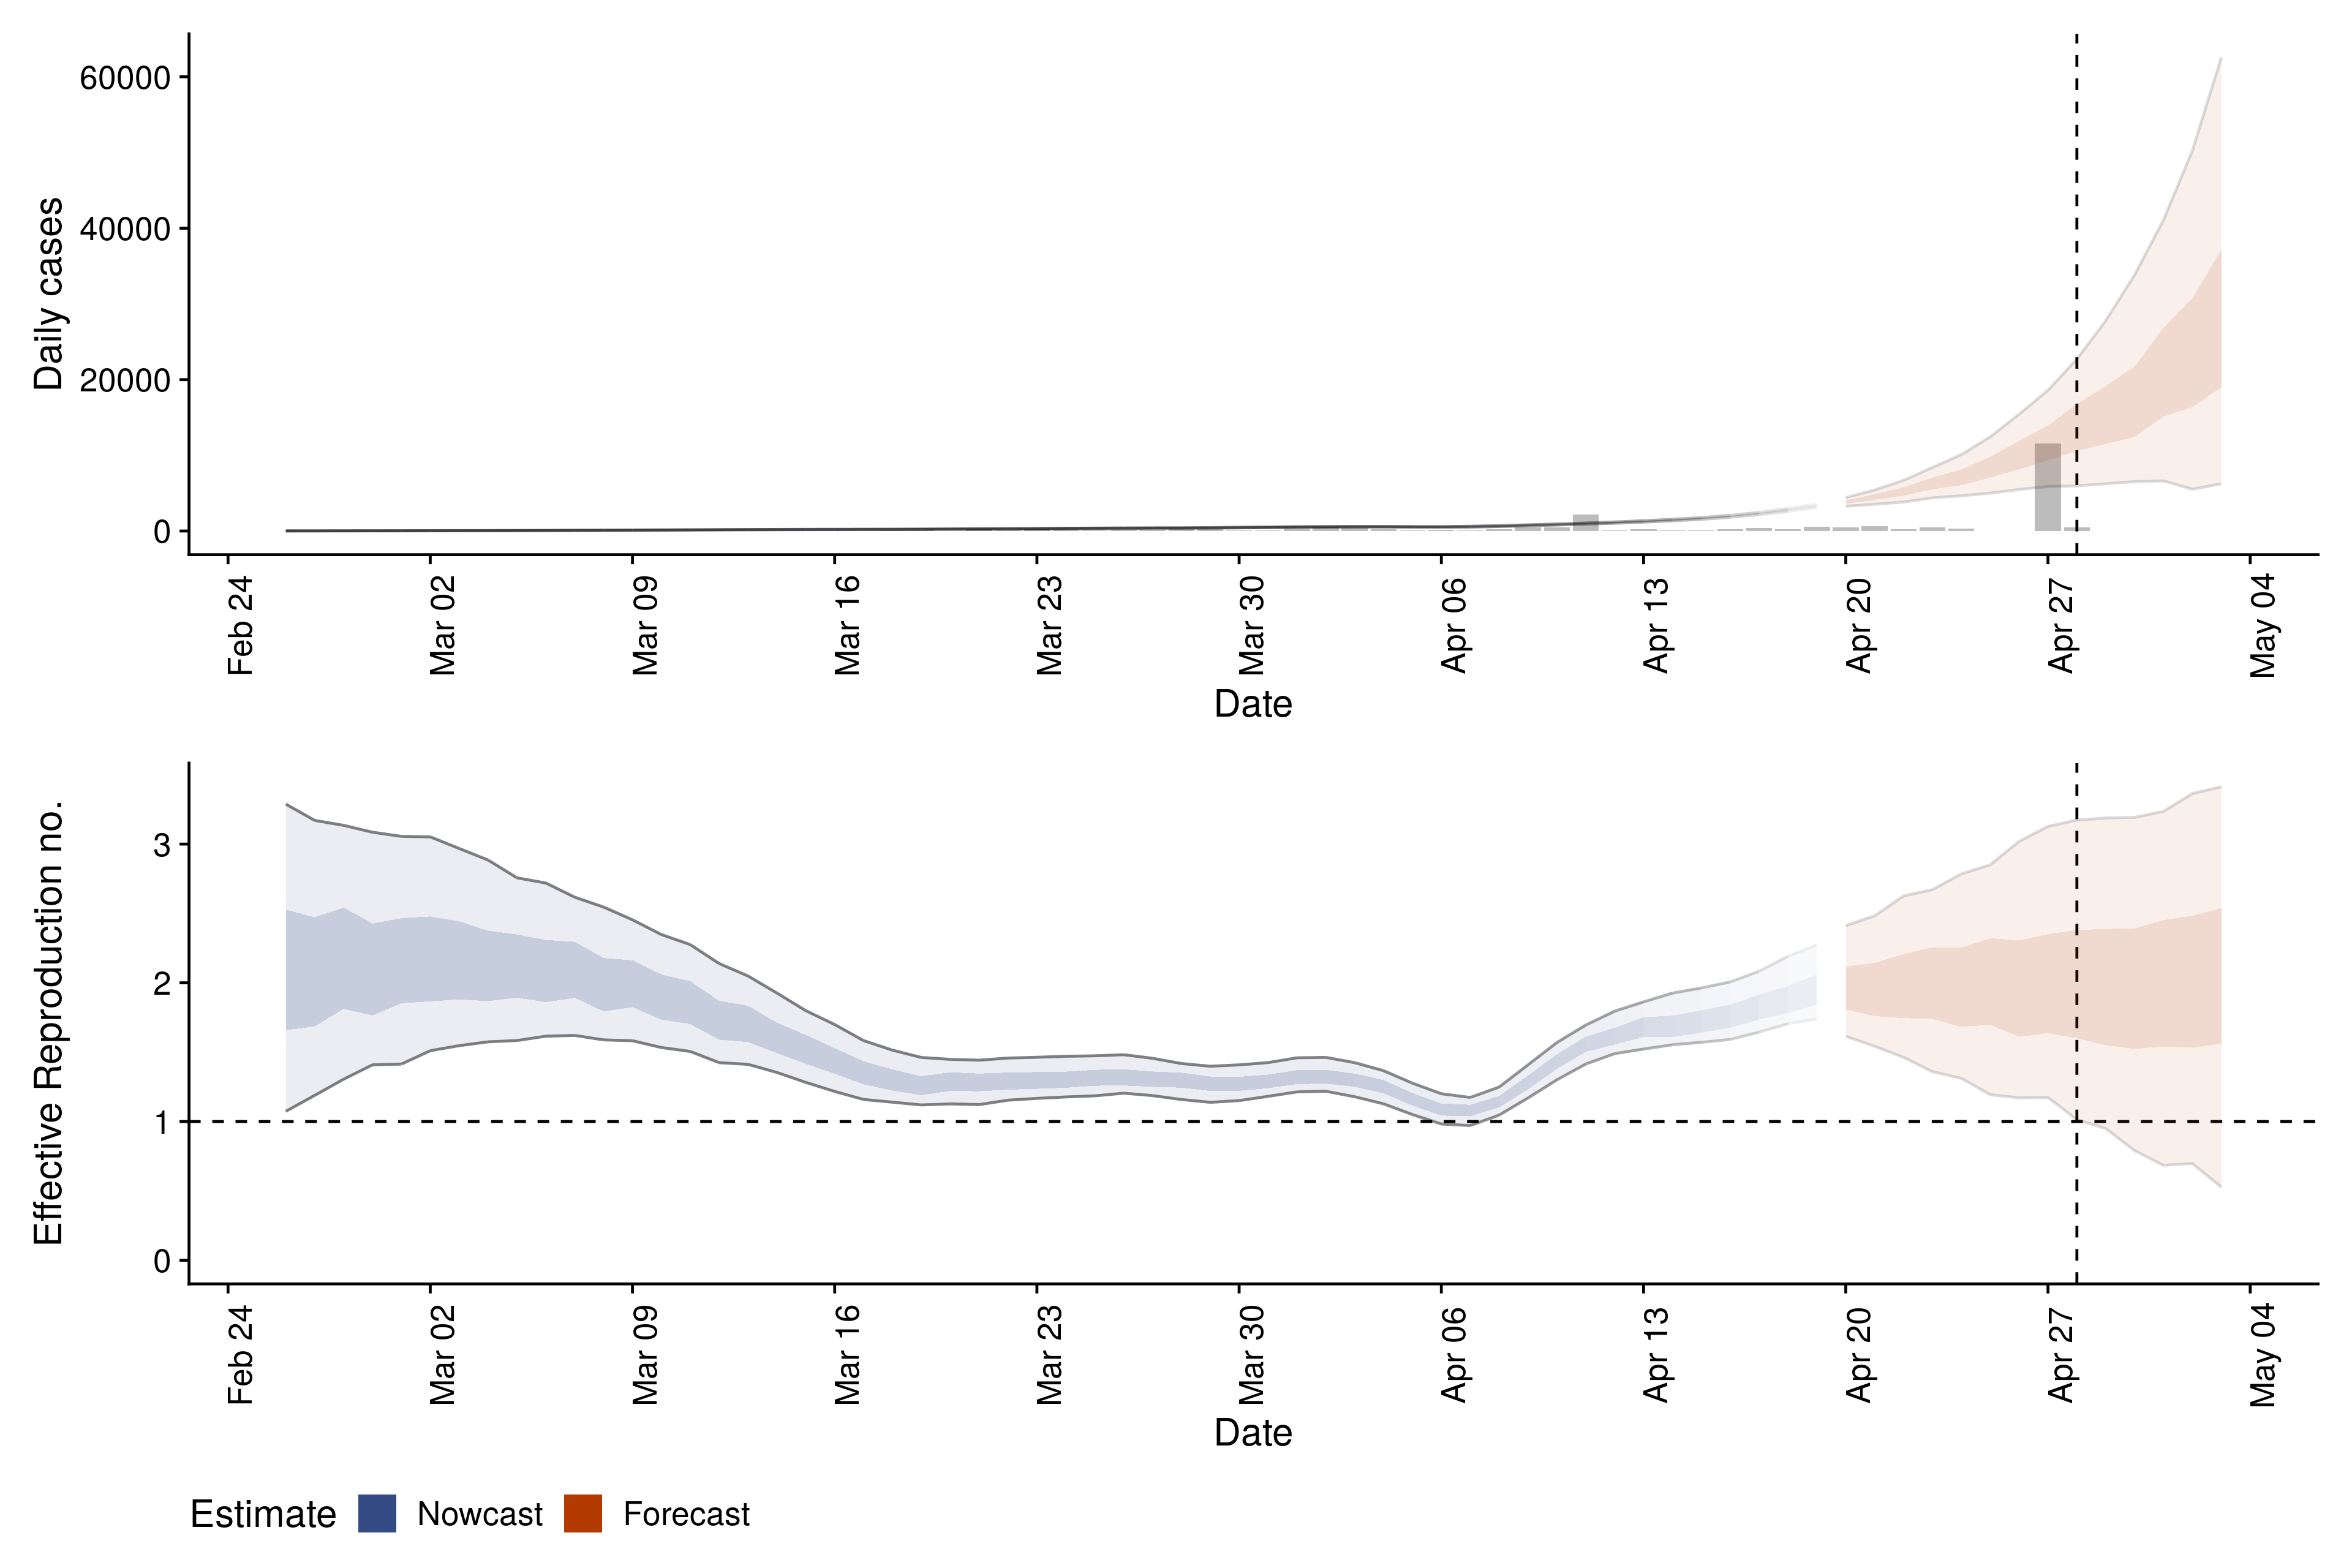 Daily cases
60000
40000
20000
0
Feb 24
Mar 02
Mar 09
Mar 16
Mar 23
Mar 30
Apr 06
Apr 13
Apr 20
Apr 27
May 04
Date
Effective Reproduction no.
3
2
1
0
Feb 24
Mar 02
Mar 09
Mar 16
Mar 23
Mar 30
Apr 06
Apr 13
Apr 20
Apr 27
May 04
Date
Estimate Nowcast Forecast